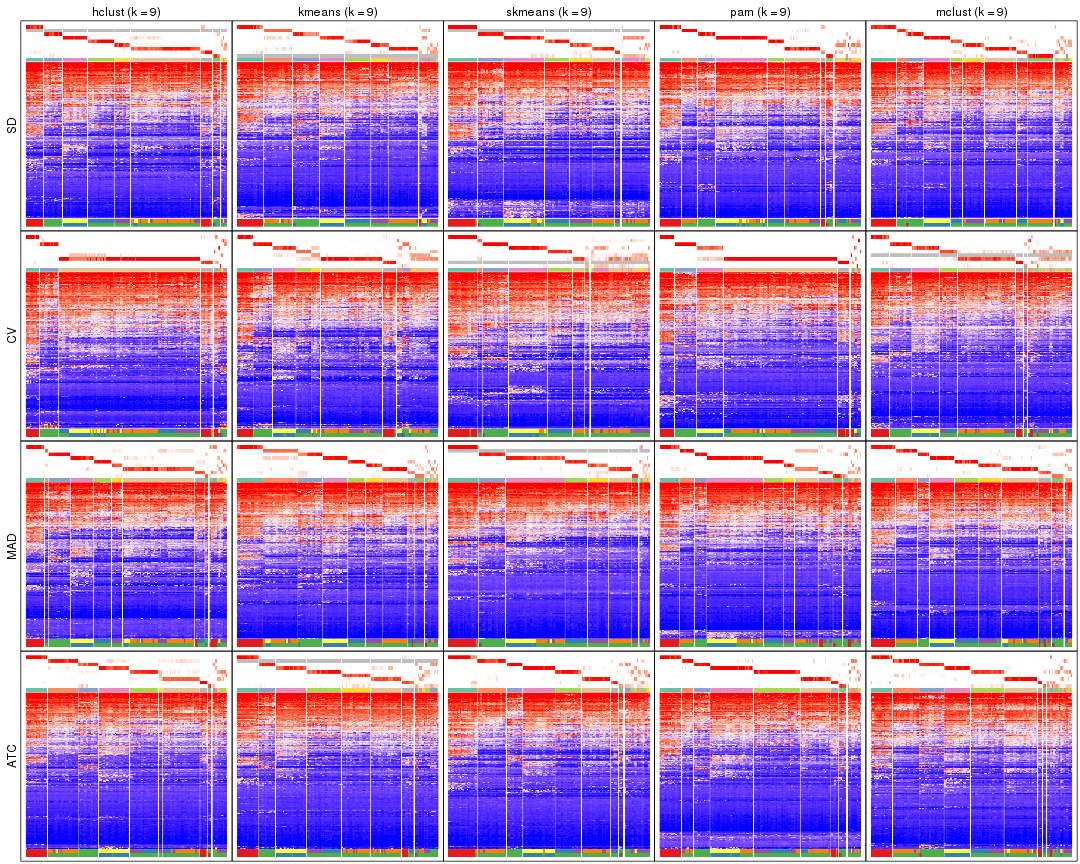 hclust (k = 9) kmeans (k = 9) skmeans (k = 9) pam (k = 9) mclust (k = 9)
SD
CV
MAD
ATC